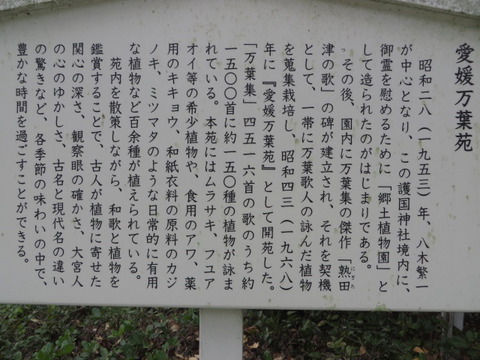 愛媛万葉苑
昭和二八(一九五三)年、八木繁一
が中心となり、この護国神社境内に、
御霊を慰めるために「郷土植物園」と
して造られたのがはじまりである。
その後、園内に万葉集の傑作「熟田
にきた
津の歌」の碑が建立され、それを契機
として、一帯に万葉歌人の詠んだ植物
を蒐集栽培し、昭和四三(一九六八)
年に『愛媛万葉苑』として開苑した。
「万葉集」四五一六首の歌のうち約
一五〇〇首に約一五〇種の植物が詠ま
れている。本苑にはムラサキ、フユア
オイ等の希少植物や、食用のアワ、薬
用のキキョウ、和紙衣料の原料のカジ
ノキ、ミツマタのような日常的に有用
な植物など百余種が植えられている。
苑内を散策しながら、和歌と植物を
鑑賞することで、古人が植物に寄せた
関心の深さ、観察眼の確かさ、大宮人
の心のゆかしさ、古名と現代名の違い
の驚きなど、各季節の味わいの中で、
豊かな時間を過ごすことができる。